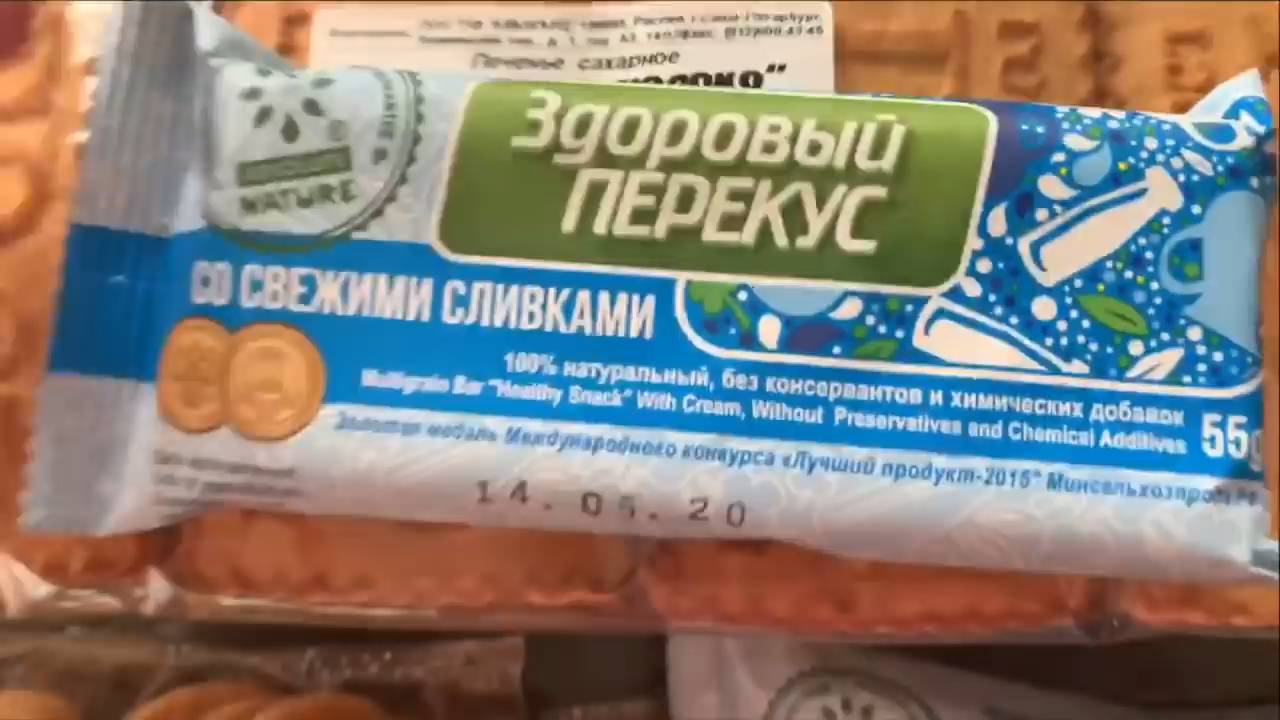 Печенье сахарное
Здоровый
ПЕРЕКУС
NATURE
СО СВЕЖИМИ СЛИВКАМИ
100% натуральный, без консервантов и химических добавок
Multigrain Bar "Healthy Snack" With Cream, Without Preservatives and Chemical Additives
55g
Золотая медаль Международного конкурса «Лучший продукт-2015" Минсельхозпрод
14. 05. 20